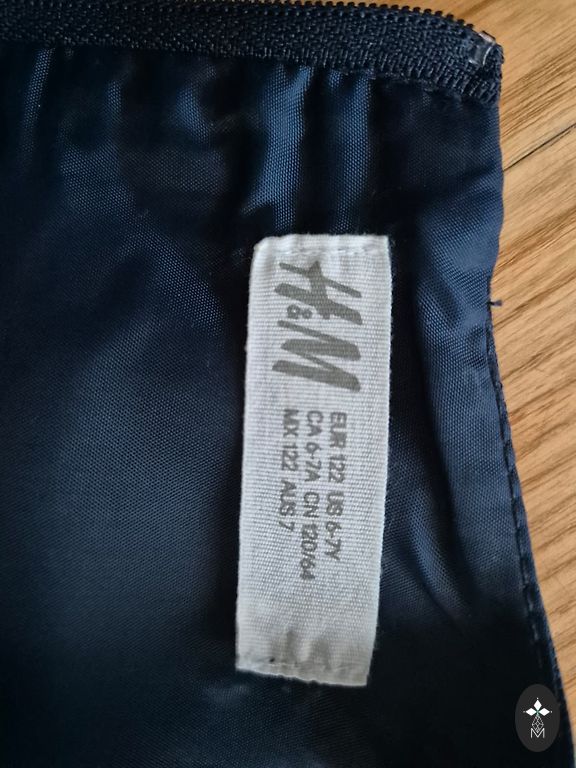 H&M
EUR 122 US 6-7Y
CA 6-7A CN 120/64
MX 122 AUS 7
M